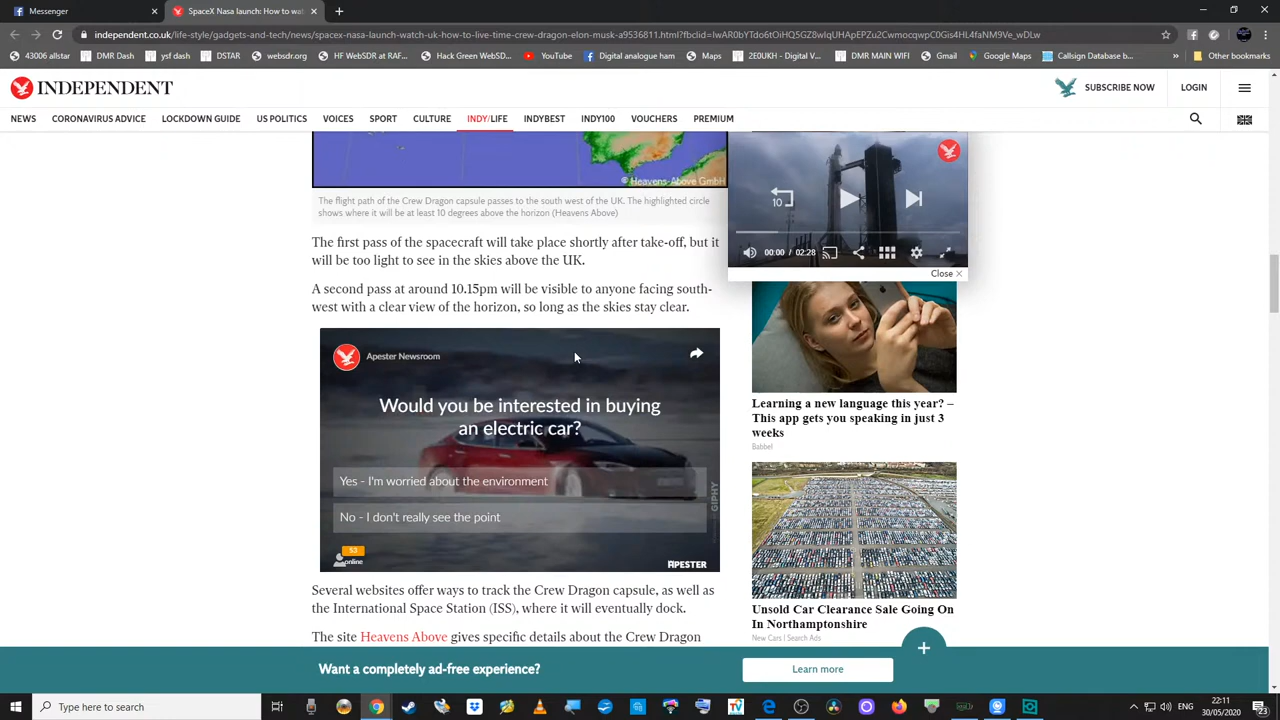 Messenger
SpaceX Nasa launch: How to wat
independent.co.uk/life-style/gadgets-and-tech/news/spacex-nasa-launch-watch-uk-how-to-live-time-crew-dragon-elon-musk-a9536811.html?fbclid=
43006 allstar
DMR Dash
ysf dash
DSTAR
websdr.org
HF WebSDR at RAF...
Hack Green WebSD...
YouTube
Digital analogue ham
2E0UKH - Digital V...
DMR MAIN WIFI
Gmail
Google Maps
Callsign Database b...
»
Other bookmarks
INDEPENDENT
SUBSCRIBE NOW
LOGIN
NEWS
CORONAVIRUS ADVICE
LOCKDOWN GUIDE
US POLITICS
VOICES
SPORT
CULTURE
INDY/LIFE
INDYBEST
INDY100
VOUCHERS
PREMIUM
© Heavens-Above GmbH
The flight path of the Crew Dragon capsule passes to the south west of the UK. The highlighted circle
shows where it will be at least 10 degrees above the horizon (Heavens Above)
The first pass of the spacecraft will take place shortly after take-off, but it
will be too light to see in the skies above the UK.
A second pass at around 10.15pm will be visible to anyone facing south-
west with a clear view of the horizon, so long as the skies stay clear.
Apester Newsroom
Would you be interested in buying
an electric car?
Yes - I'm worried about the environment
No - I don't really see the point
GIPHY
53
online
APESTER
Several websites offer ways to track the Crew Dragon capsule, as well as
the International Space Station (ISS), where it will eventually dock.
The site Heavens Above gives specific details about the Crew Dragon
10
00:00 / 02:28
Close ×
Learning a new language this year? –
This app gets you speaking in just 3
weeks
Babbel
Unsold Car Clearance Sale Going On
In Northamptonshire
New Cars | Search Ads
Want a completely ad-free experience?
Learn more
+
Type here to search
ENG
22:11
30/05/2020